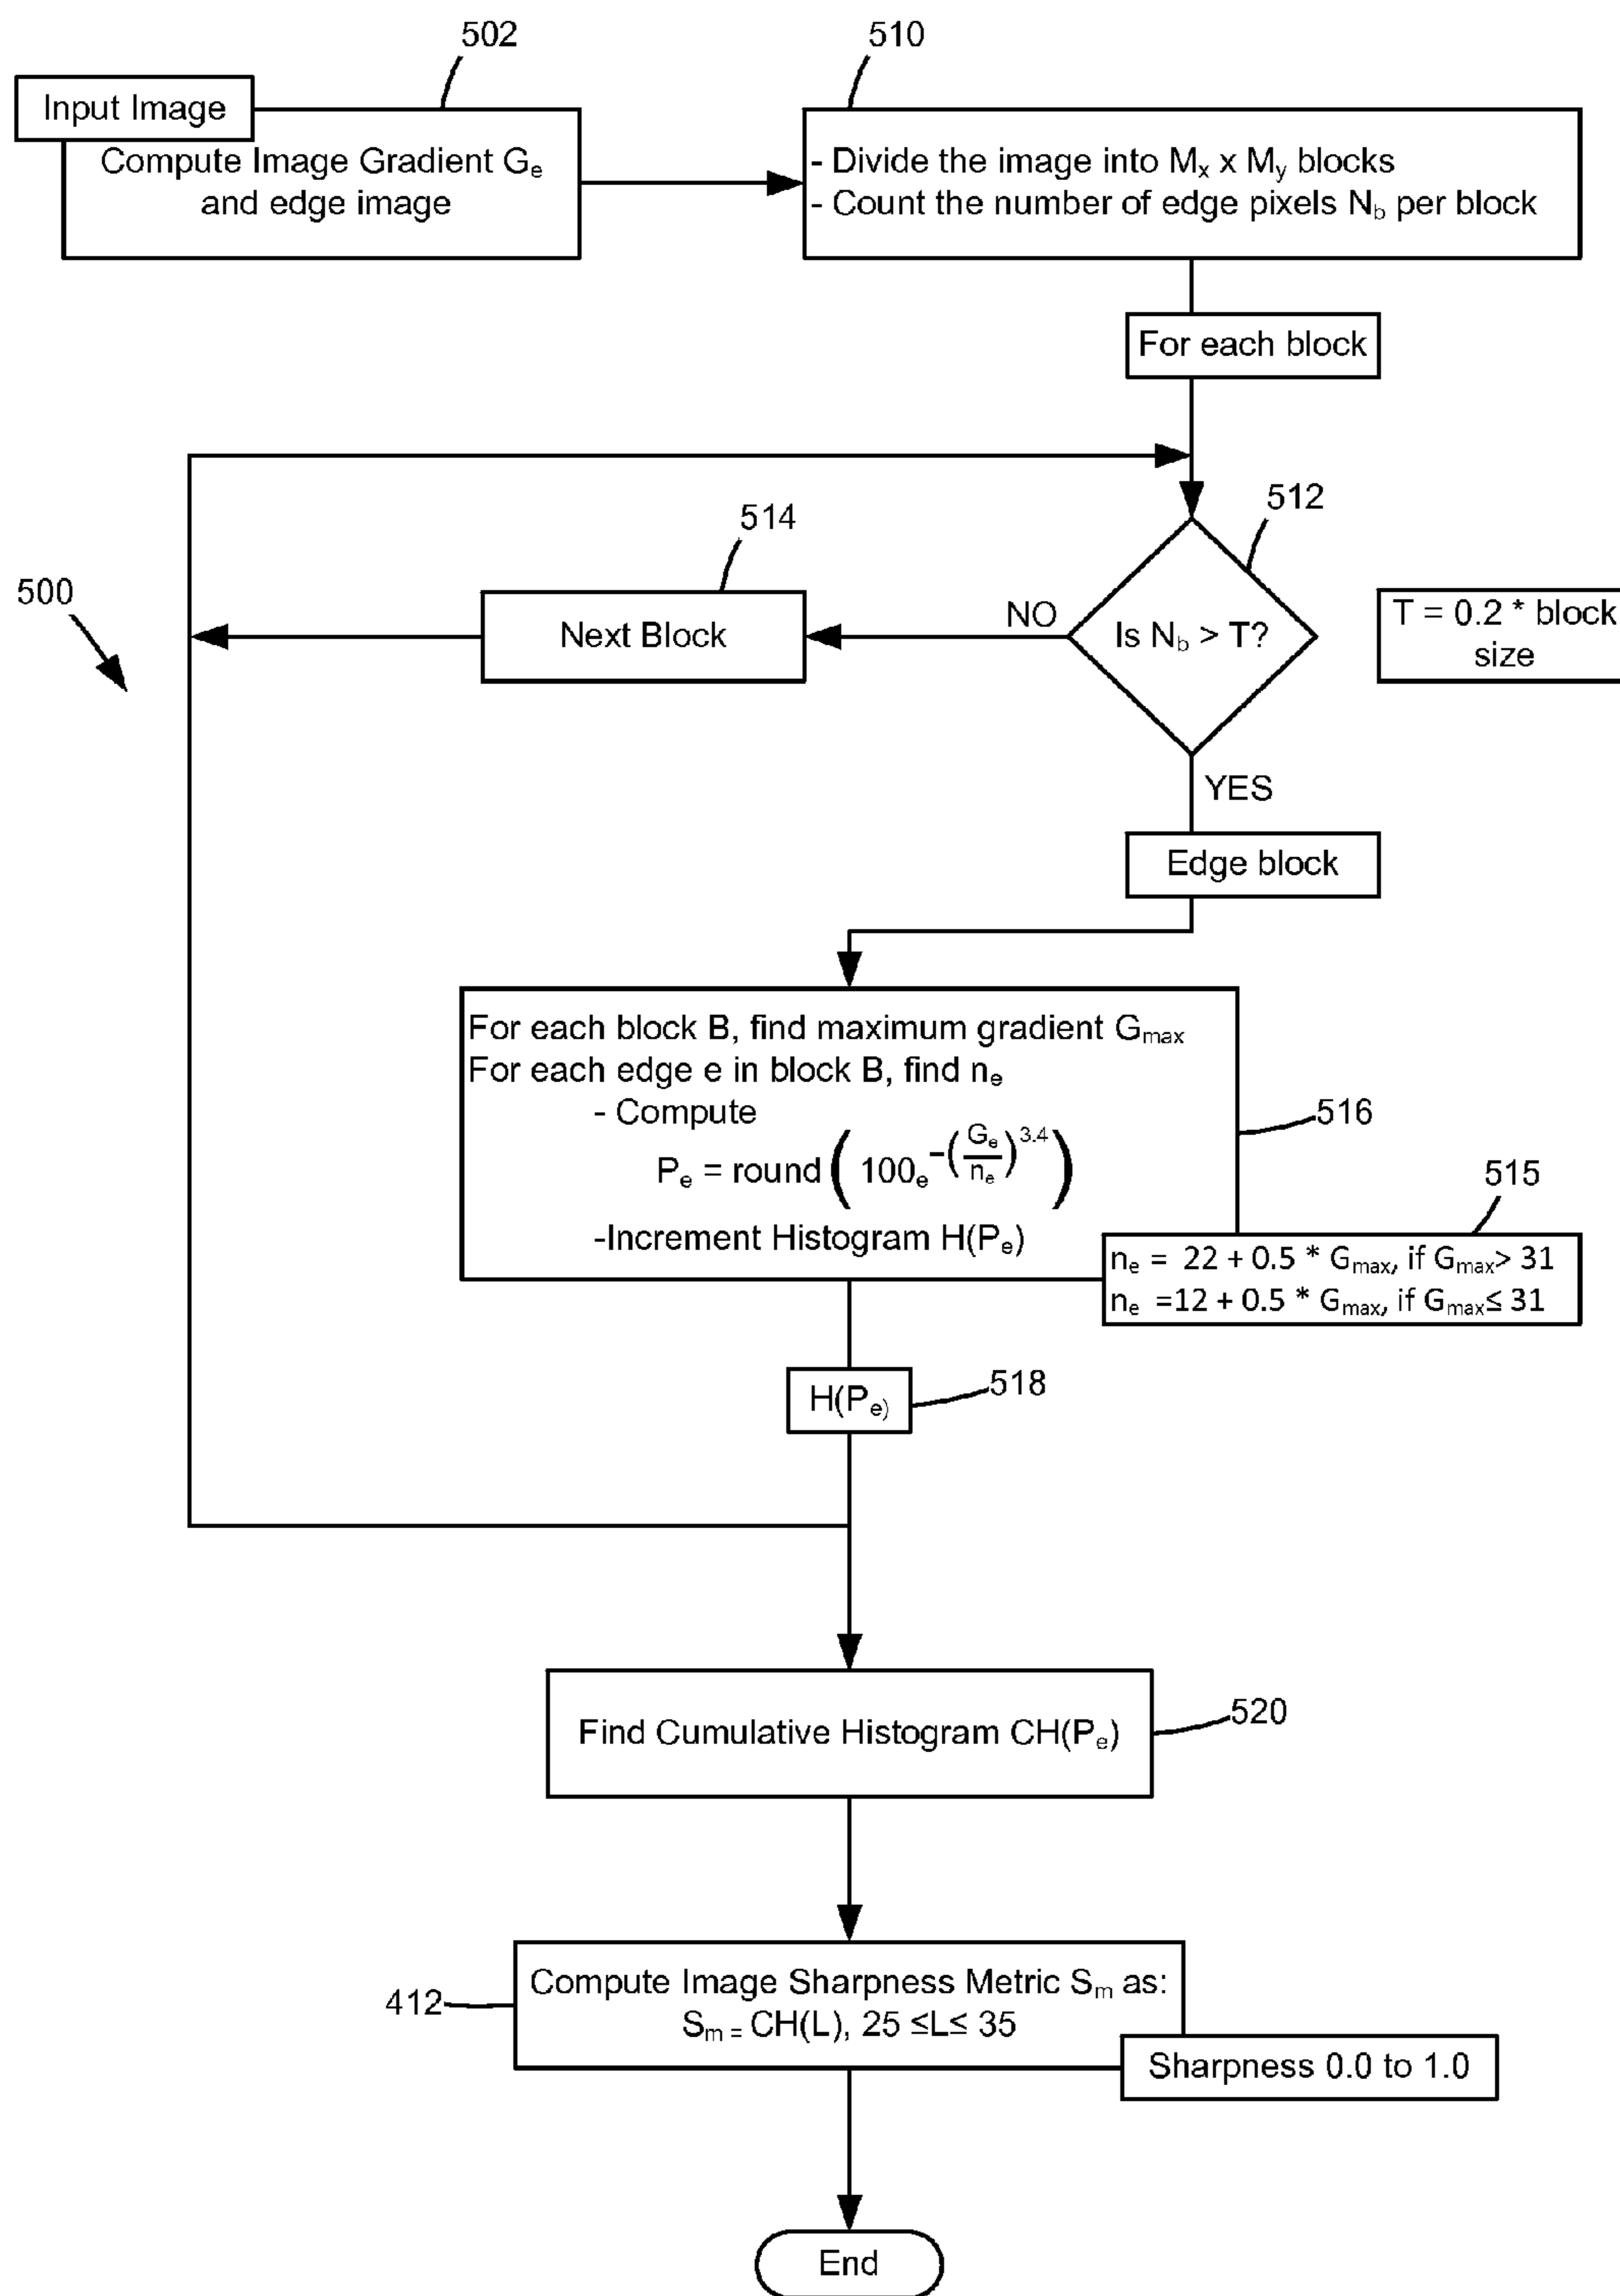 502
510
Input Image
Compute Image Gradient Gₑ
and edge image
- Divide the image into Mₓ x Mᵧ blocks
- Count the number of edge pixels N_b per block
For each block
512
514
500
NO
Next Block
Is N_b > T?
T = 0.2 * block
size
YES
Edge block
For each block B, find maximum gradient G_max
For each edge e in block B, find nₑ
- Compute
Pₑ = round ( 100ₑ^-(Gₑ/nₑ)^3.4 )
516
515
-Increment Histogram H(Pₑ)
nₑ = 22 + 0.5 * G_max, if G_max > 31
nₑ =12 + 0.5 * G_max, if G_max ≤ 31
H(Pₑ)
518
Find Cumulative Histogram CH(Pₑ)
520
Compute Image Sharpness Metric Sₘ as:
412
Sₘ = CH(L), 25 ≤L≤ 35
Sharpness 0.0 to 1.0
End